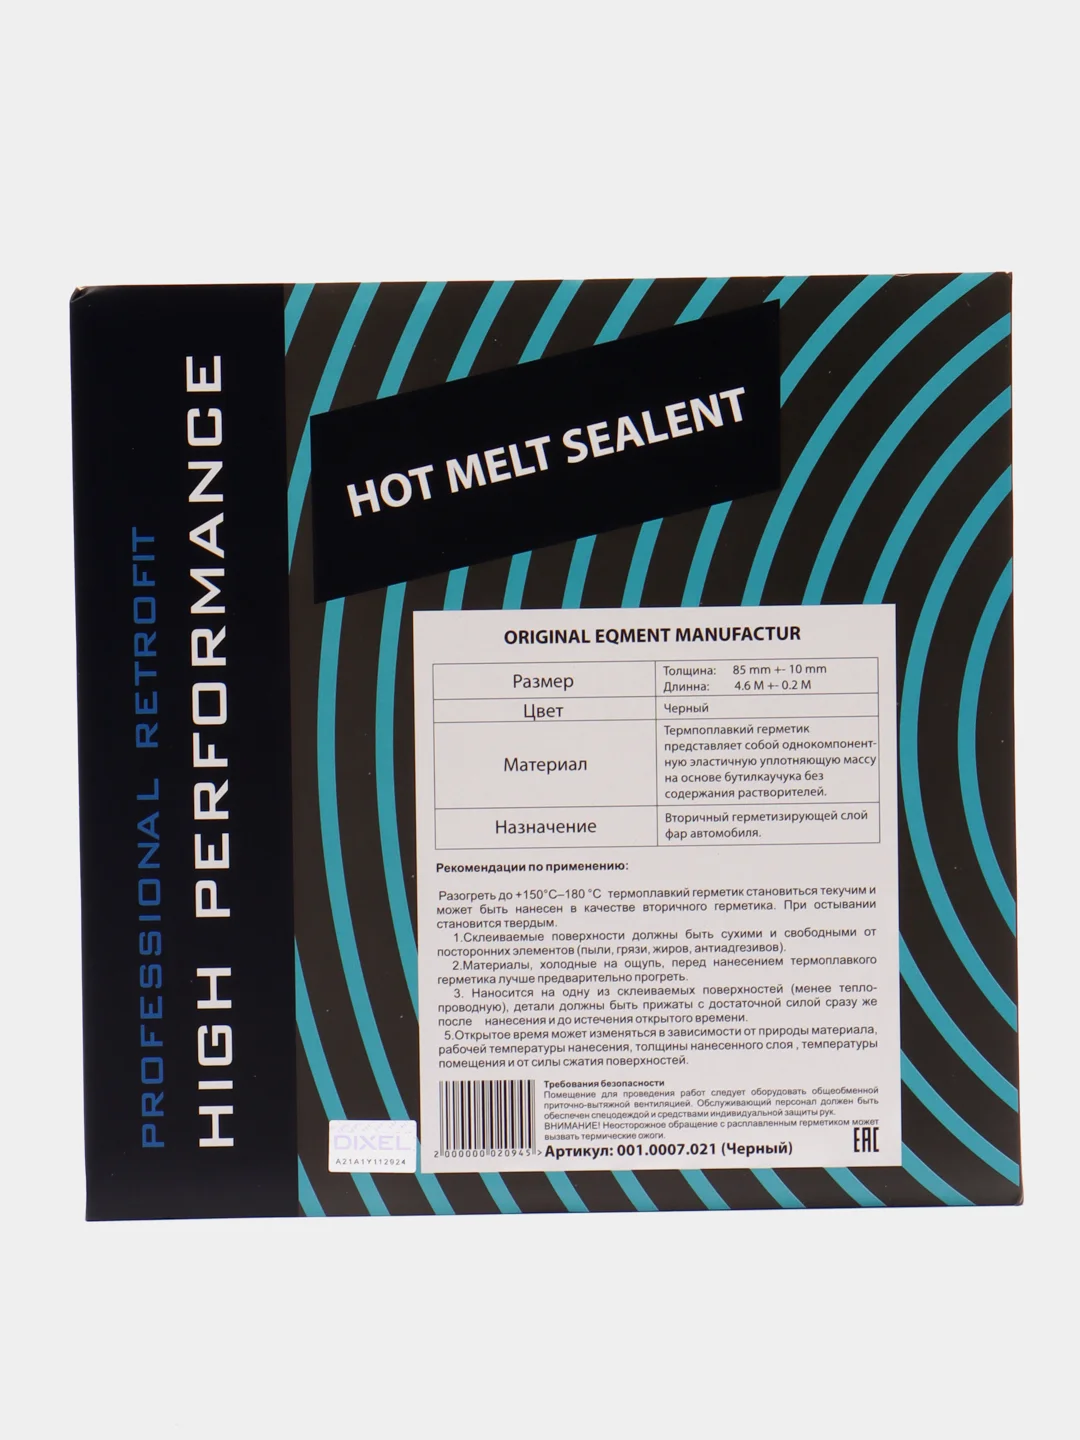 PROFESSIONAL RETROFIT
HIGH PERFORMANCE
HOT MELT SEALENT
ORIGINAL EQMENT MANUFACTUR
Размер
Толщина: 85 mm +- 10 mm
Длинна: 4.6 M +- 0.2 M
Цвет
Черный
Материал
Термпоплавкий герметик
представляет собой однокомпонент-
ную эластичную уплотняющую массу
на основе бутилкаучука без
содержания растворителей.
Назначение
Вторичный герметизирующей слой
фар автомобиля.
Рекомендации по применению:
Разогреть до +150°C–180 °C термоплавкий герметик становиться текучим и
может быть нанесен в качестве вторичного герметика. При остывании
становится твердым.
1.Склеиваемые поверхности должны быть сухими и свободными от
посторонних элементов (пыли, грязи, жиров, антиадгезивов).
2.Материалы, холодные на ощупь, перед нанесением термоплавкого
герметика лучше предварительно прогреть.
3. Наносится на одну из склеиваемых поверхностей (менее тепло-
проводную), детали должны быть прижаты с достаточной силой сразу же
после нанесения и до истечения открытого времени.
5.Открытое время может изменяться в зависимости от природы материала,
рабочей температуры нанесения, толщины нанесенного слоя , температуры
помещения и от силы сжатия поверхностей.
Требования безопасности
Помещение для проведения работ следует оборудовать общеобменной
приточно-вытяжной вентиляцией. Обслуживающий персонал должен быть
обеспечен спецодеждой и средствами индивидуальной защиты рук.
ВНИМАНИЕ! Неосторожное обращение с расплавленным герметиком может
вызвать термические ожоги.
EAC
Артикул: 001.0007.021 (Черный)
2 000000 020945 >
DIXEL
A21A1Y112924